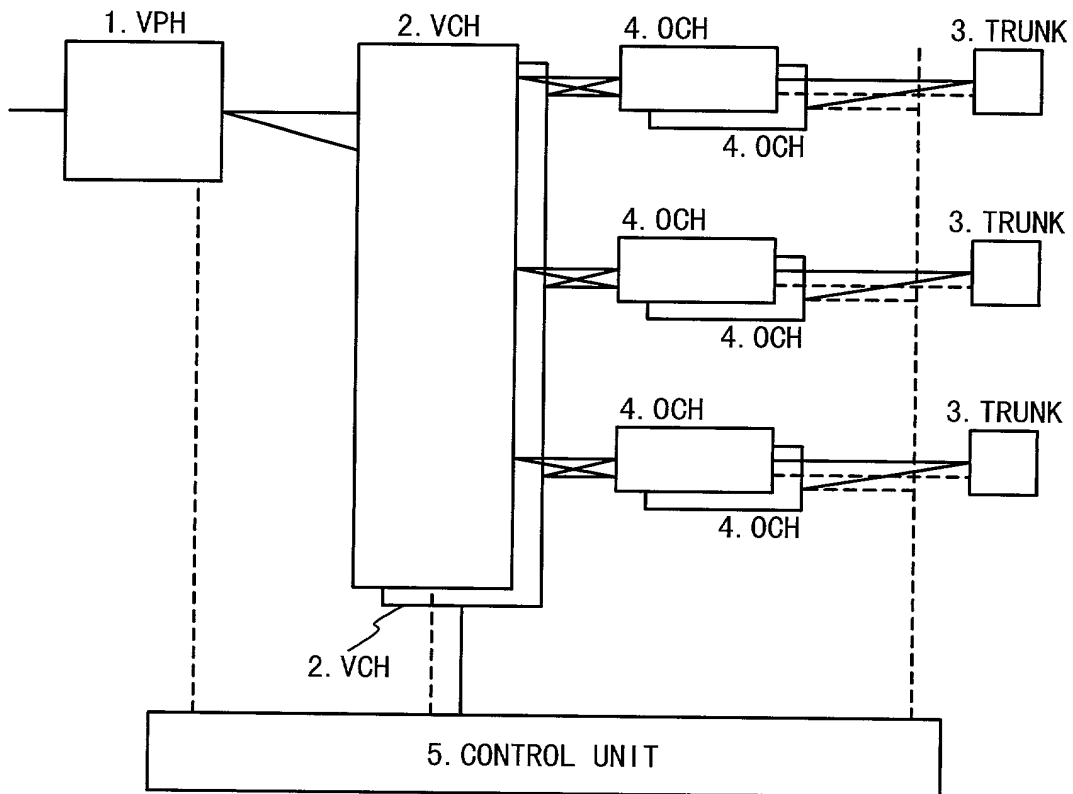 1. VPH
2. VCH
4. OCH
3. TRUNK
4. OCH
4. OCH
3. TRUNK
4. OCH
4. OCH
3. TRUNK
4. OCH
2. VCH
5. CONTROL UNIT